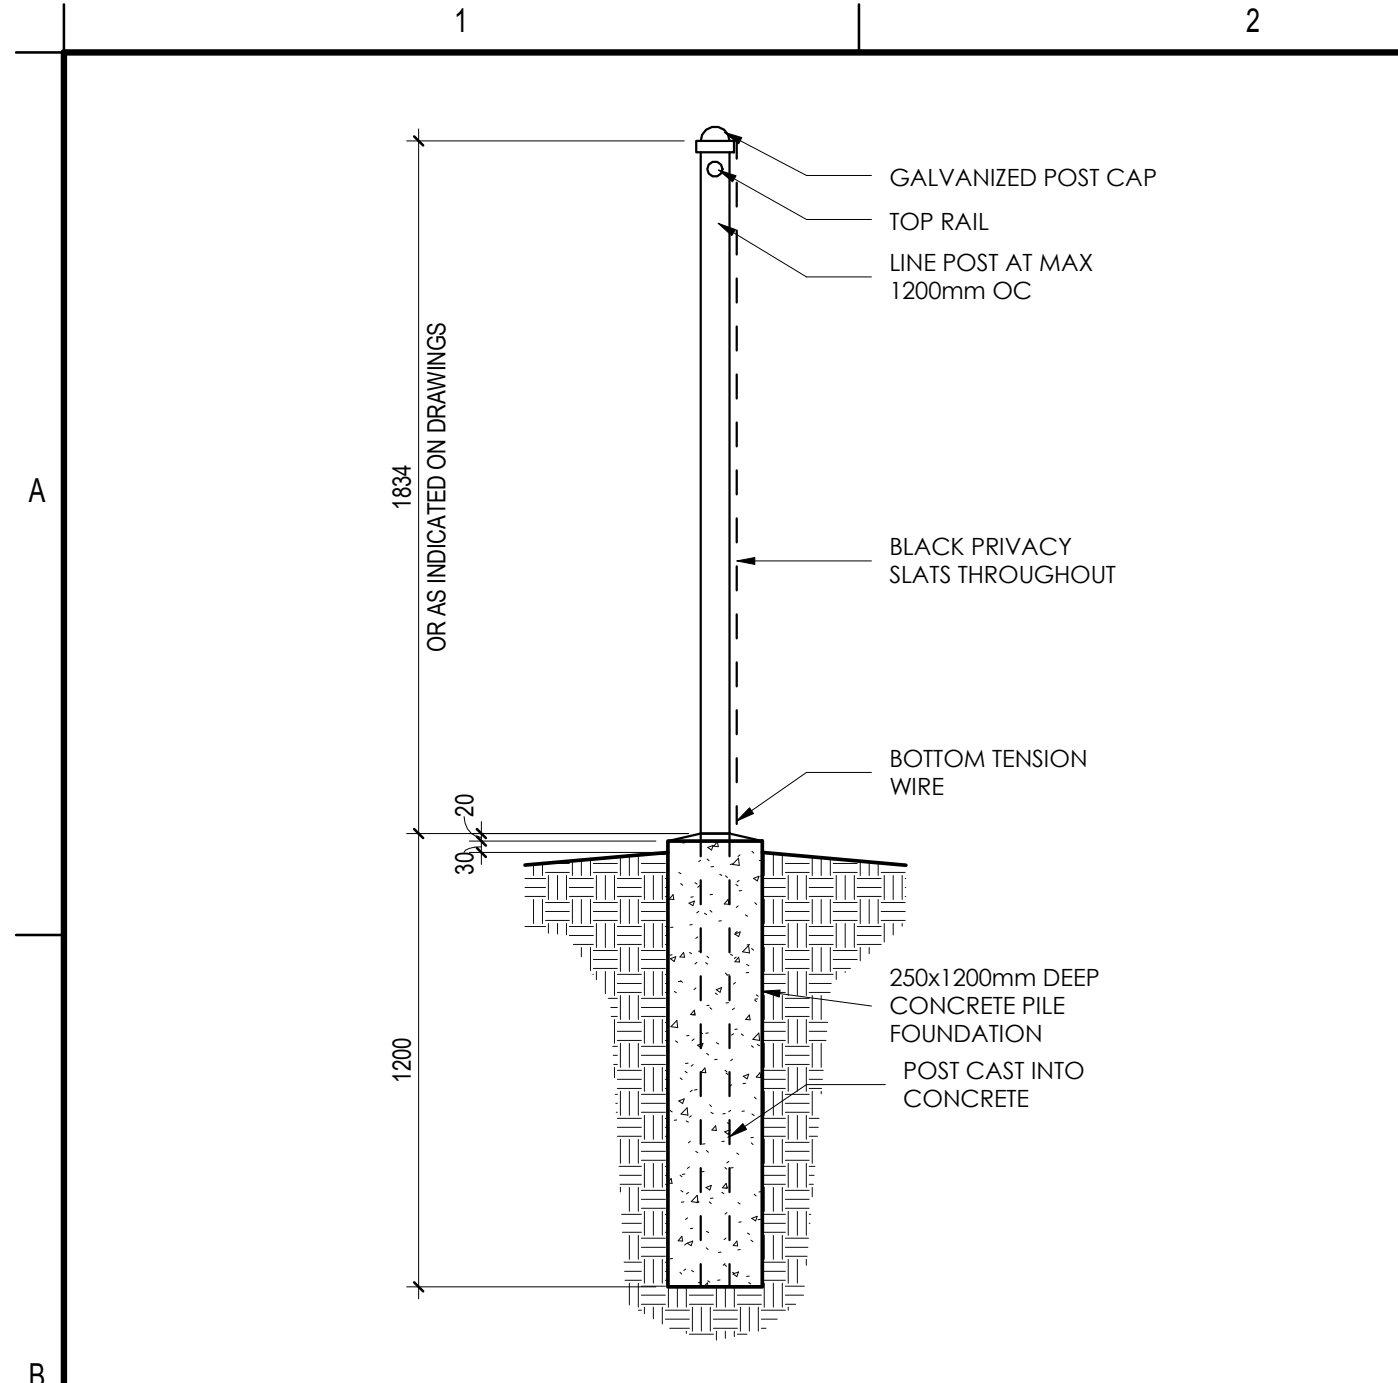 1
2
GALVANIZED POST CAP
TOP RAIL
LINE POST AT MAX
1200mm OC
1834
OR AS INDICATED ON DRAWINGS
A
BLACK PRIVACY
SLATS THROUGHOUT
BOTTOM TENSION
WIRE
20
30
250x1200mm DEEP
CONCRETE PILE
FOUNDATION
1200
POST CAST INTO
CONCRETE
B